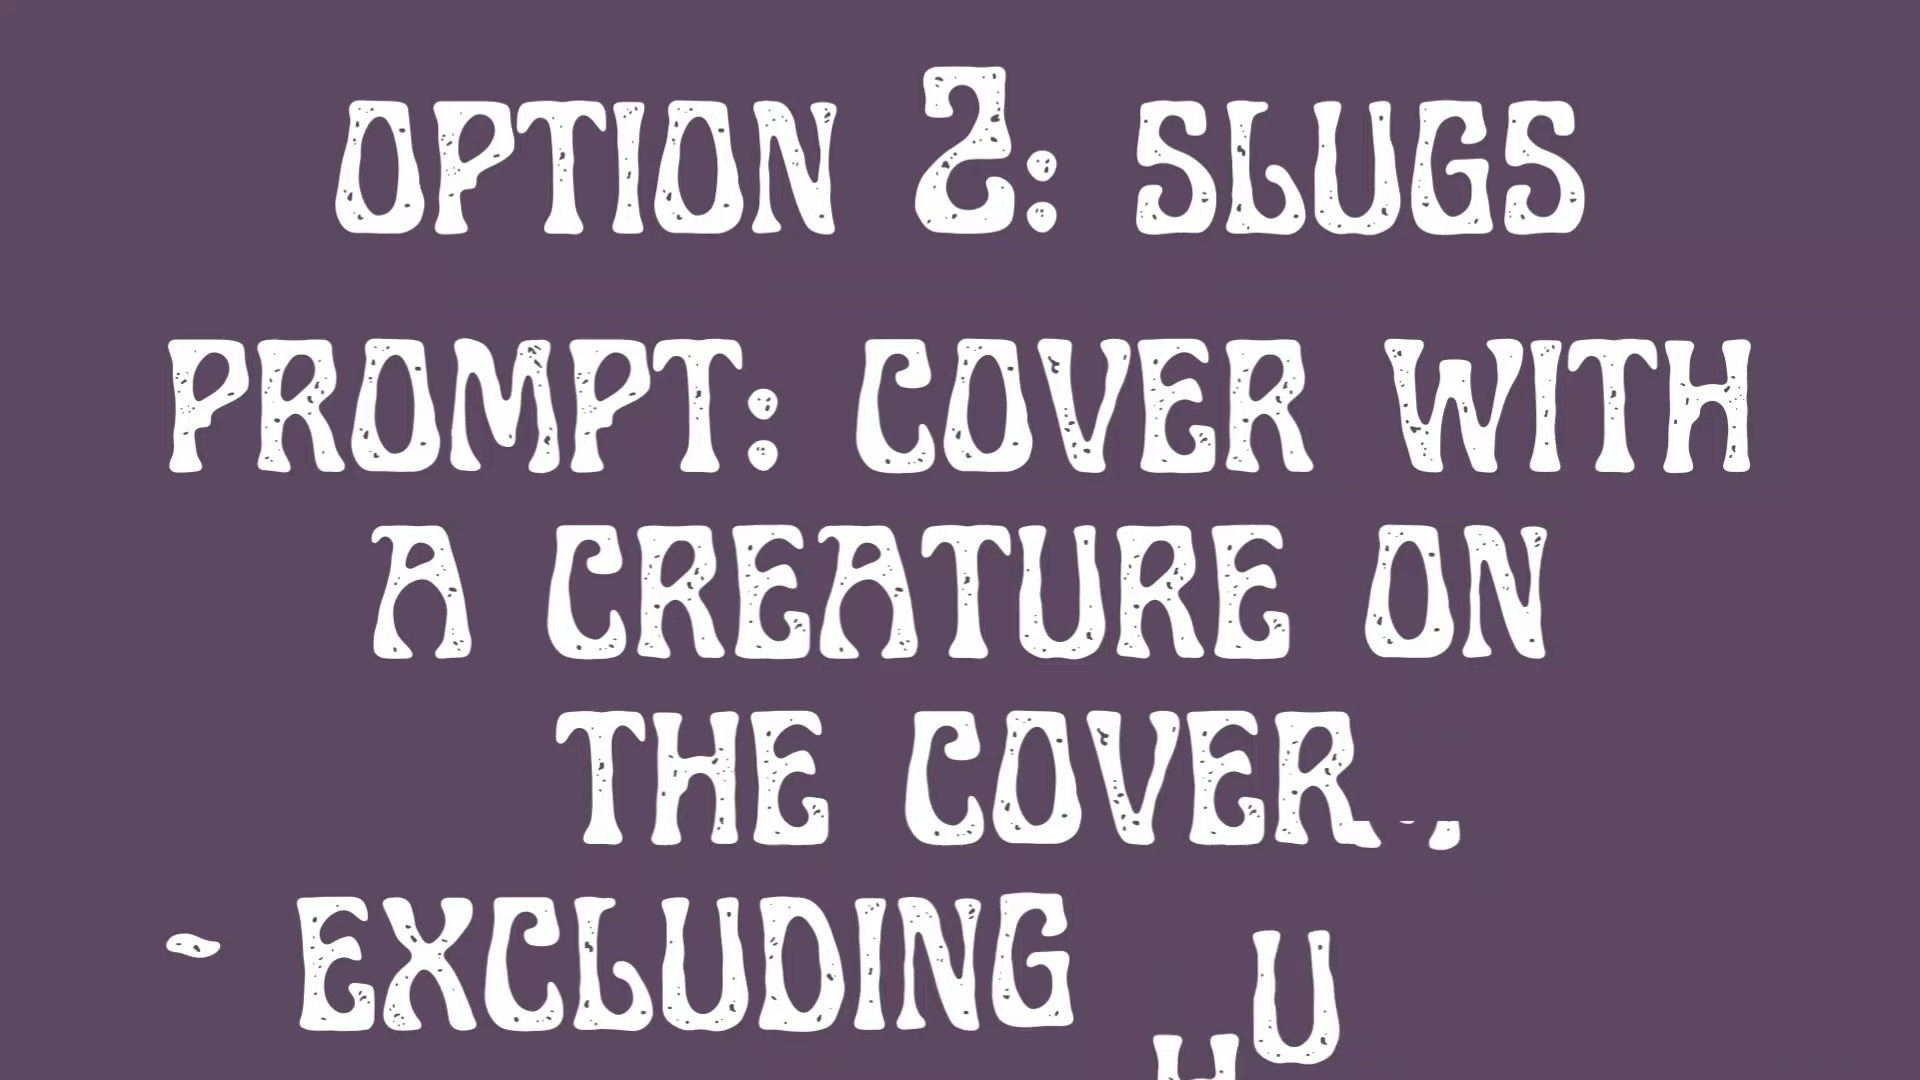 OPTION 2: SLUGS
PROMPT: COVER WITH
A CREATURE ON
THE COVER
- EXCLUDING